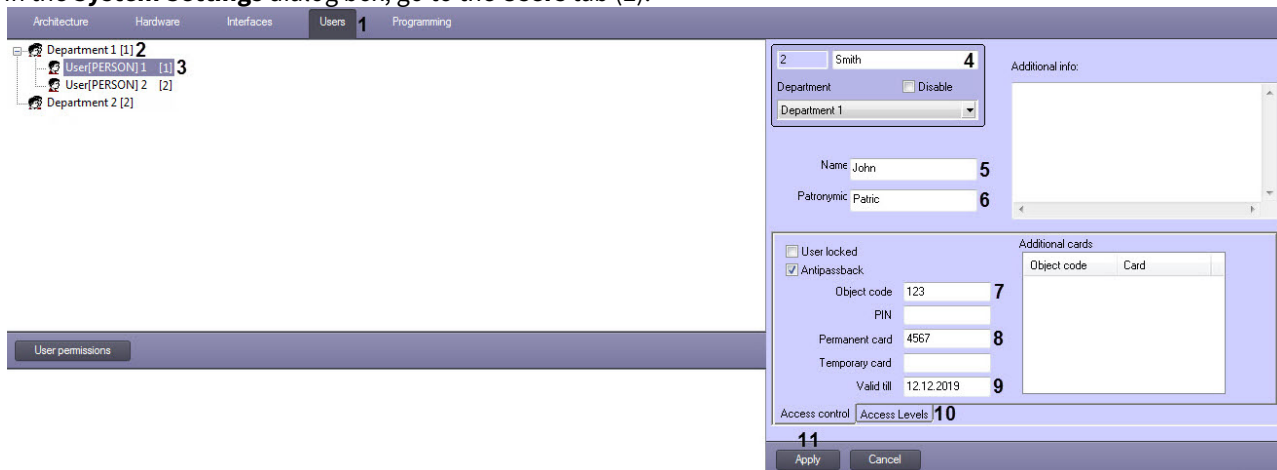 In the System Settings dialog box, go to the Users tab (1).
Architecture Hardware Interfaces Users 1 Programming
Department 1 [1] 2
User[PERSON] 1 [1] 3
User[PERSON] 2 [2]
Department 2 [2]
2 Smith 4
Department Disable
Department 1
Additional info:
Name John 5
Patronymic Patric 6
User locked
Antipassback
Object code 123 7
PIN
Permanent card 4567 8
Temporary card
Valid till 12.12.2019 9
Additional cards
Object code Card
Access control Access Levels 10
User permissions
11
Apply Cancel